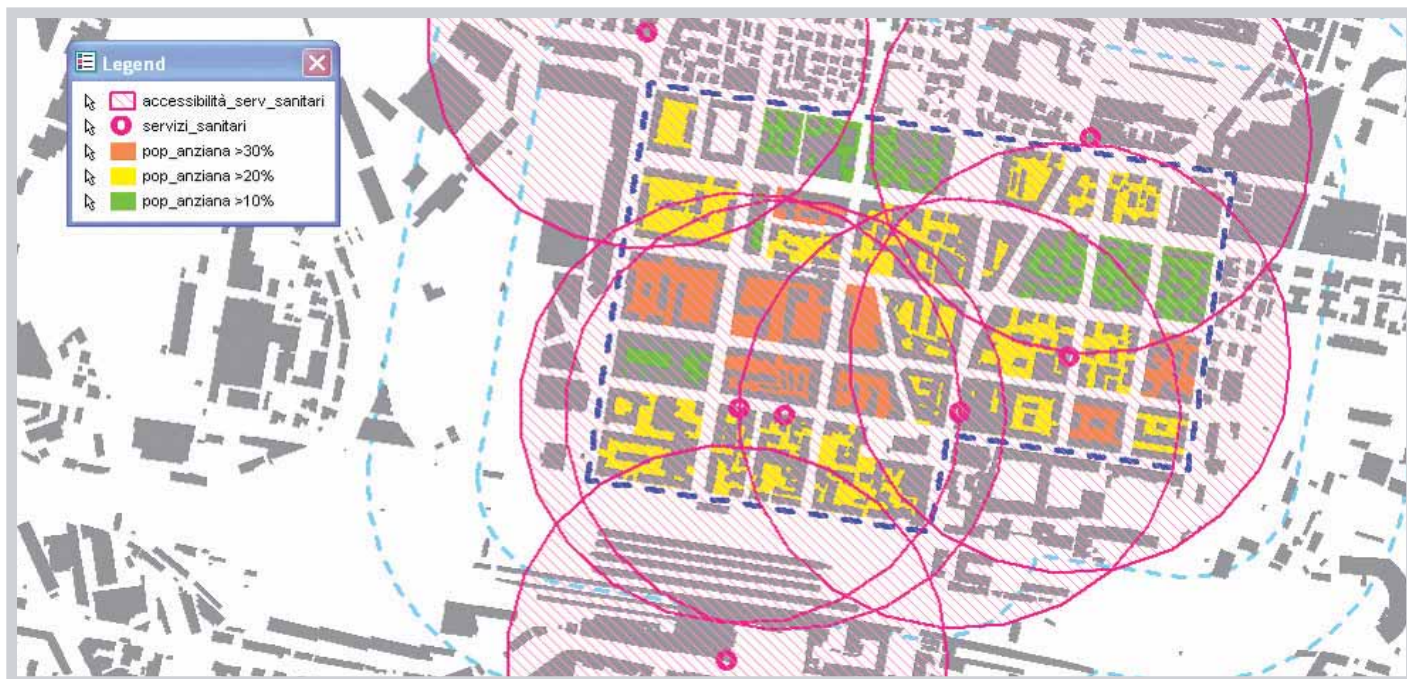 Legend
accessibilità_serv_sanitari
servizi_sanitari
pop_anziana >30%
pop_anziana >20%
pop_anziana >10%